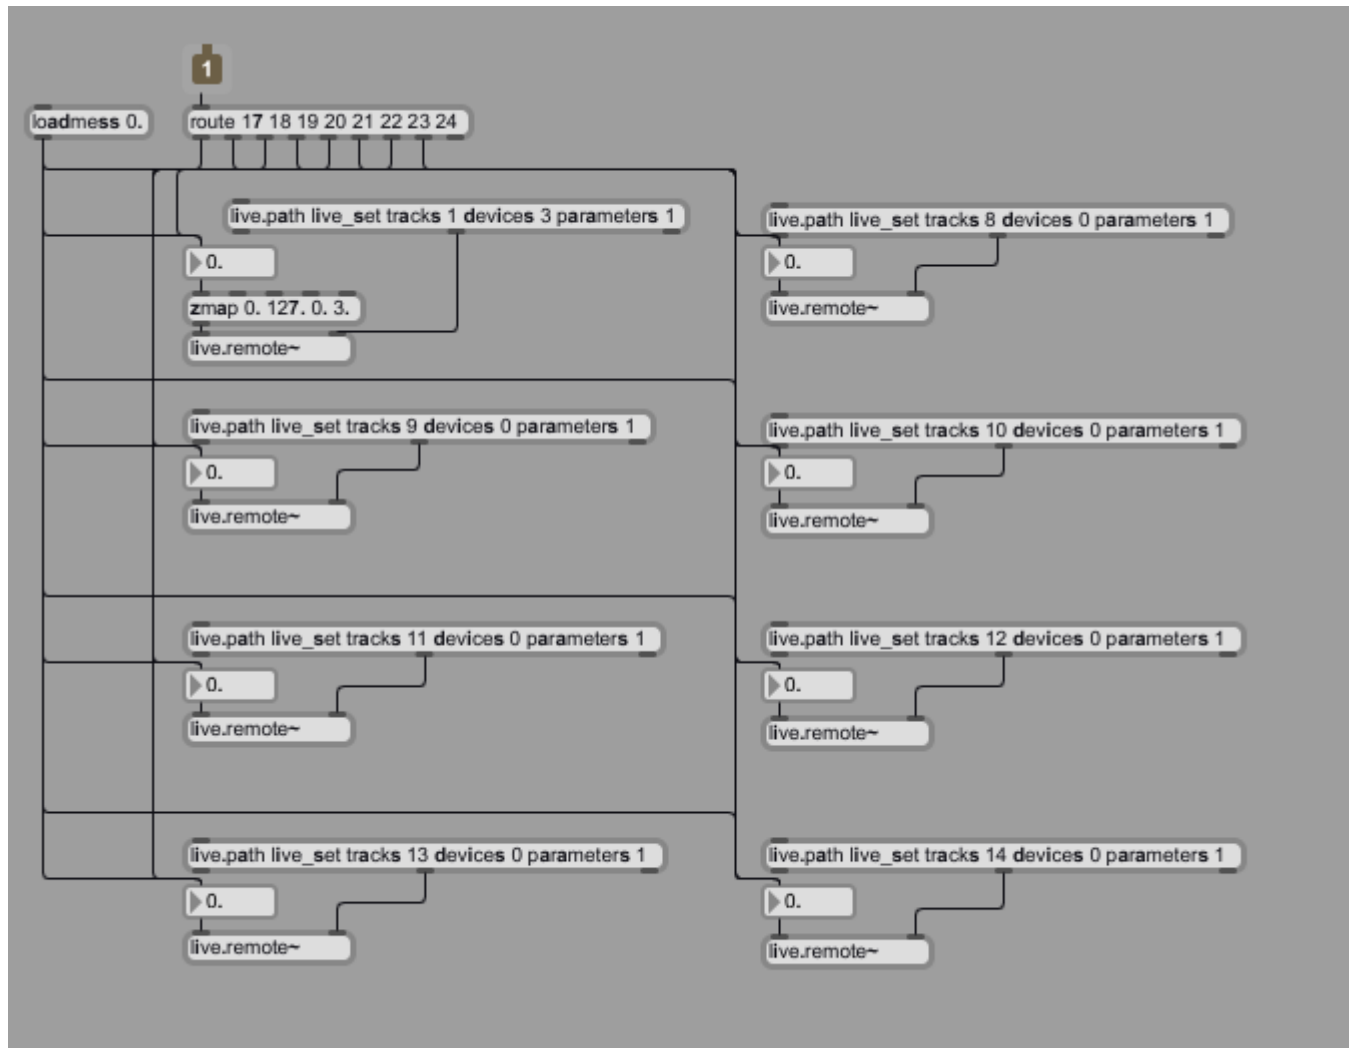 1
loadmess 0.
route 17 18 19 20 21 22 23 24
live.path live_set tracks 1 devices 3 parameters 1
live.path live_set tracks 8 devices 0 parameters 1
0.
0.
zmap 0. 127. 0. 3.
live.remote~
live.remote~
live.path live_set tracks 9 devices 0 parameters 1
live.path live_set tracks 10 devices 0 parameters 1
0.
0.
live.remote~
live.remote~
live.path live_set tracks 11 devices 0 parameters 1
live.path live_set tracks 12 devices 0 parameters 1
0.
0.
live.remote~
live.remote~
live.path live_set tracks 13 devices 0 parameters 1
live.path live_set tracks 14 devices 0 parameters 1
0.
0.
live.remote~
live.remote~